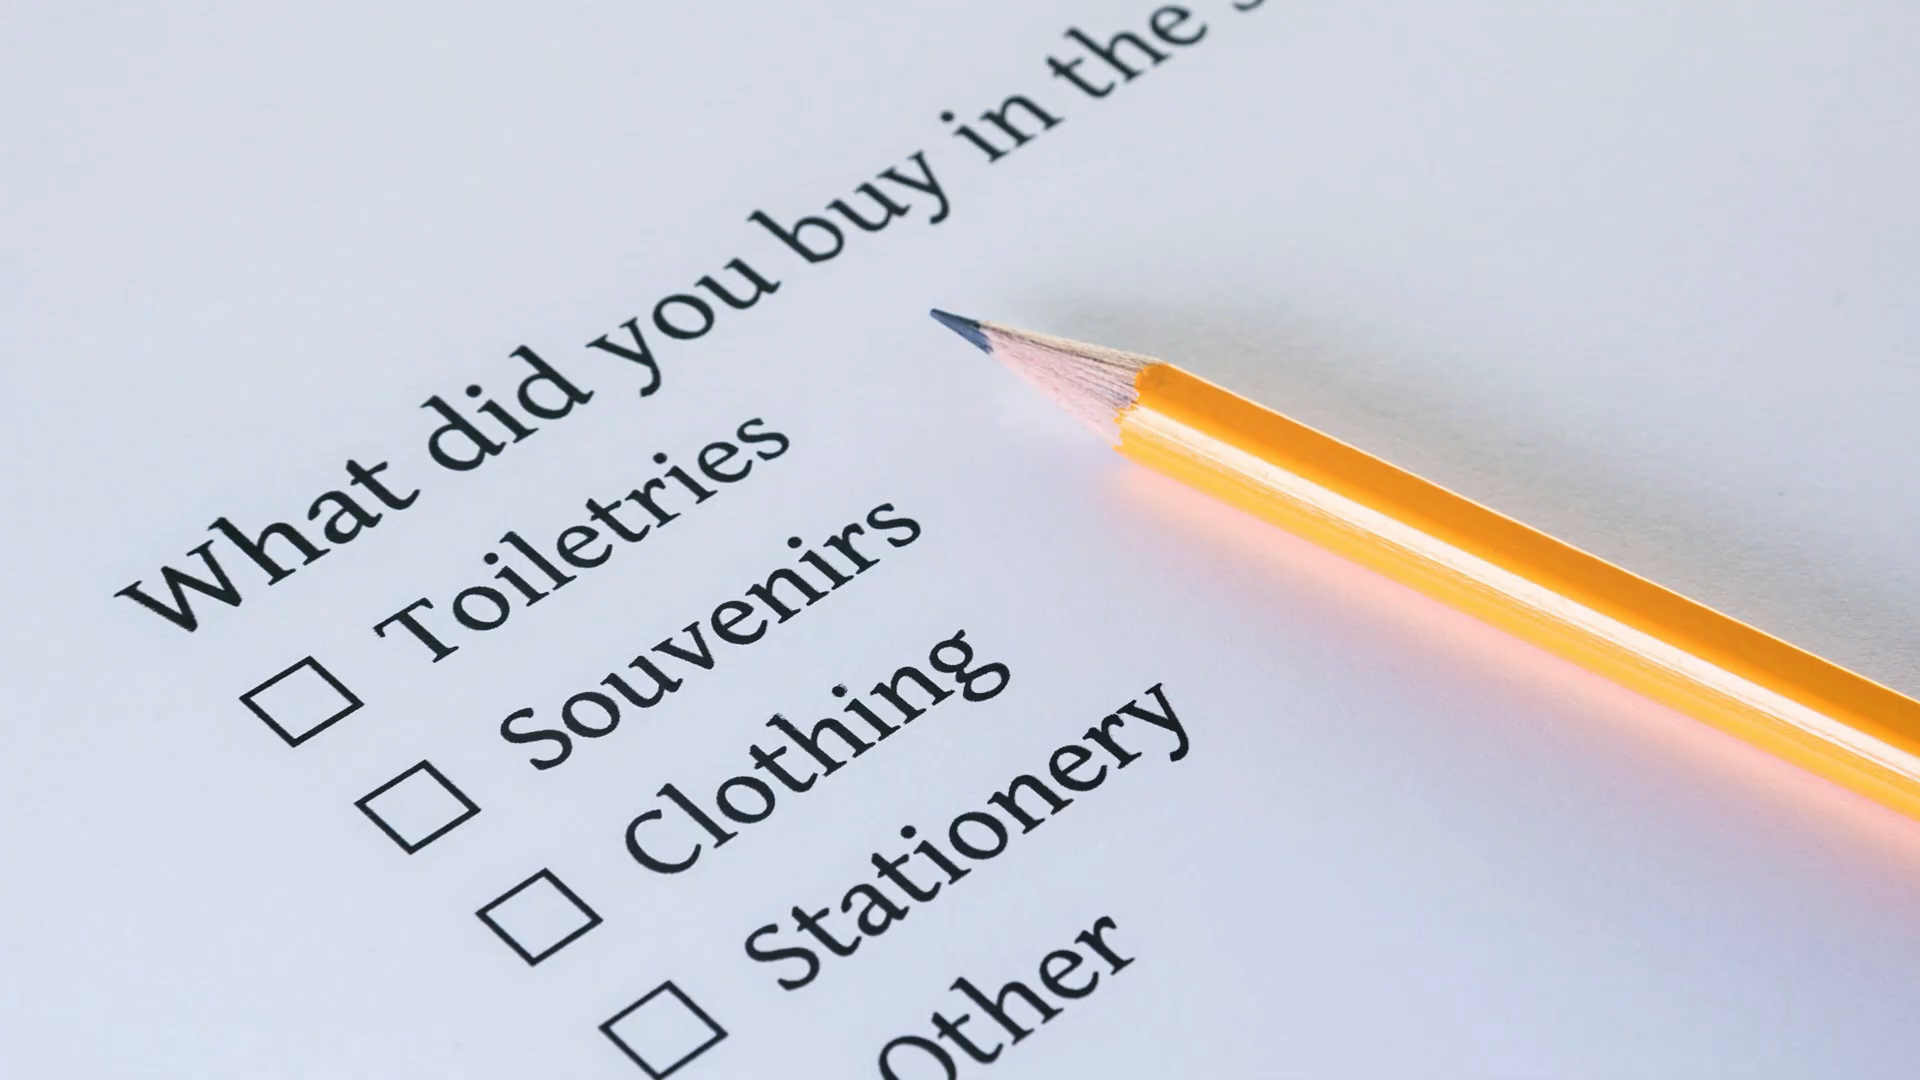 What did you buy in the
Toiletries
Souvenirs
Clothing
Stationery
Other